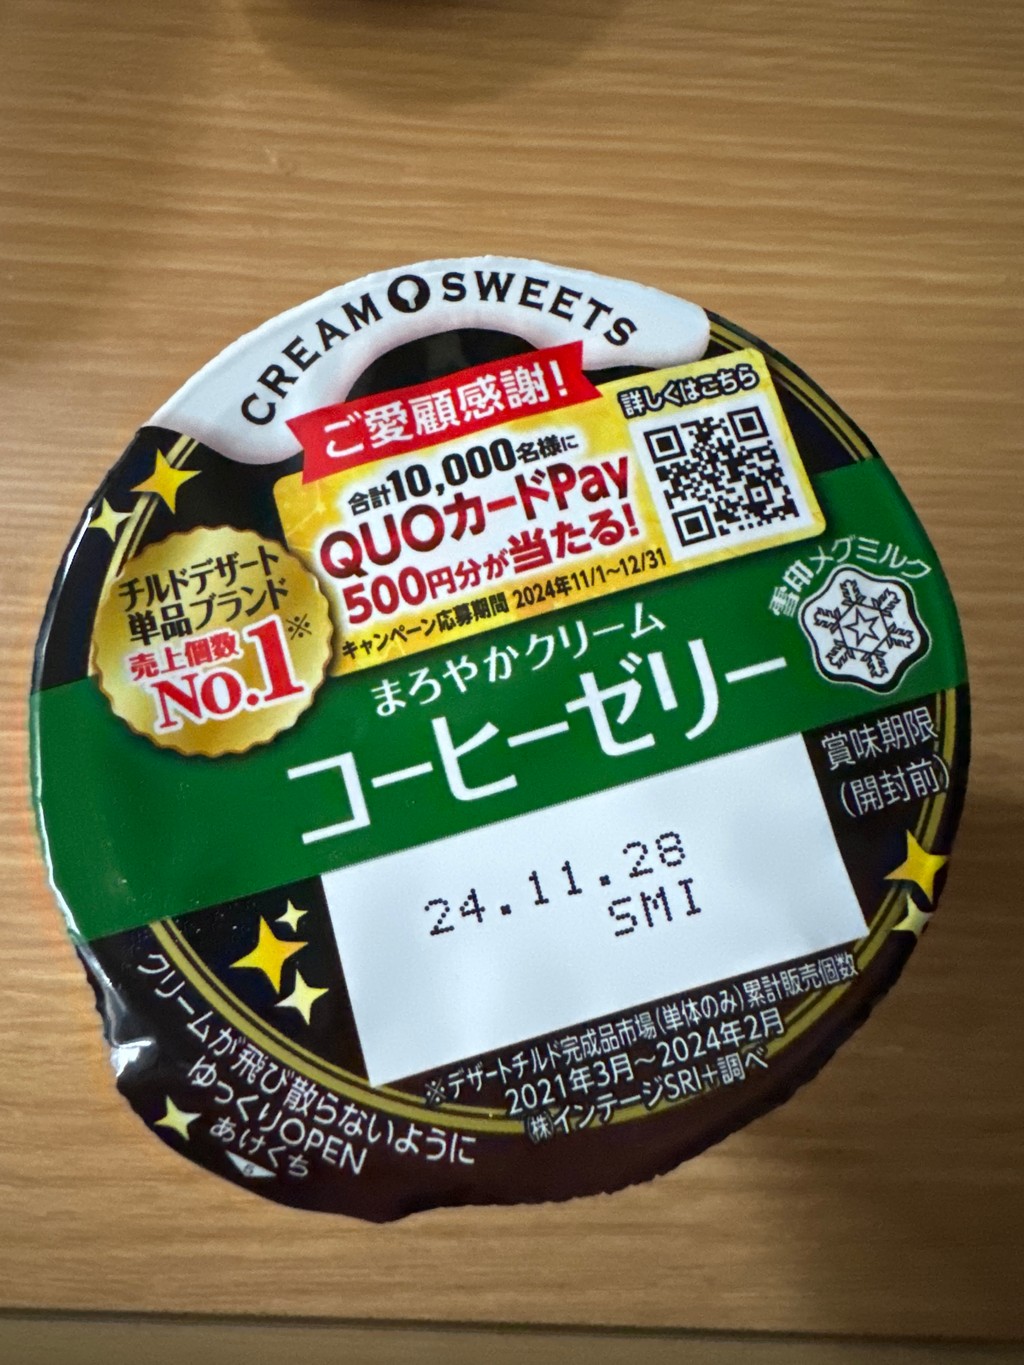 CREAM SWEETS
ご愛顧感謝!
合計10,000名様に
QUOカードPay
500円分が当たる!
キャンペーン応募期間 2024年11/1~12/31
詳しくはこちら
チルドデザート
単品ブランド
売上個数※
No.1
雪印メグミルク
まろやかクリーム
コーヒーゼリー
賞味期限
(開封前)
24.11.28
SMI
※デザートチルド完成品市場(単体のみ)累計販売個数
2021年3月~2024年2月
㈱インテージSRI+調べ
クリームが飛び散らないように
ゆっくりOPEN
あけくち